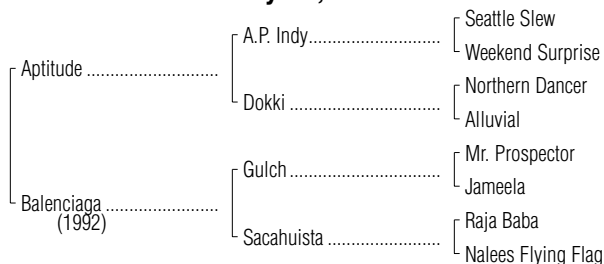 Seattle Slew
A.P. Indy
Weekend Surprise
Aptitude
Northern Dancer
Dokki
Alluvial
Mr. Prospector
Gulch
Jameela
Balenciaga
(1992)
Raja Baba
Sacahuista
Nalees Flying Flag